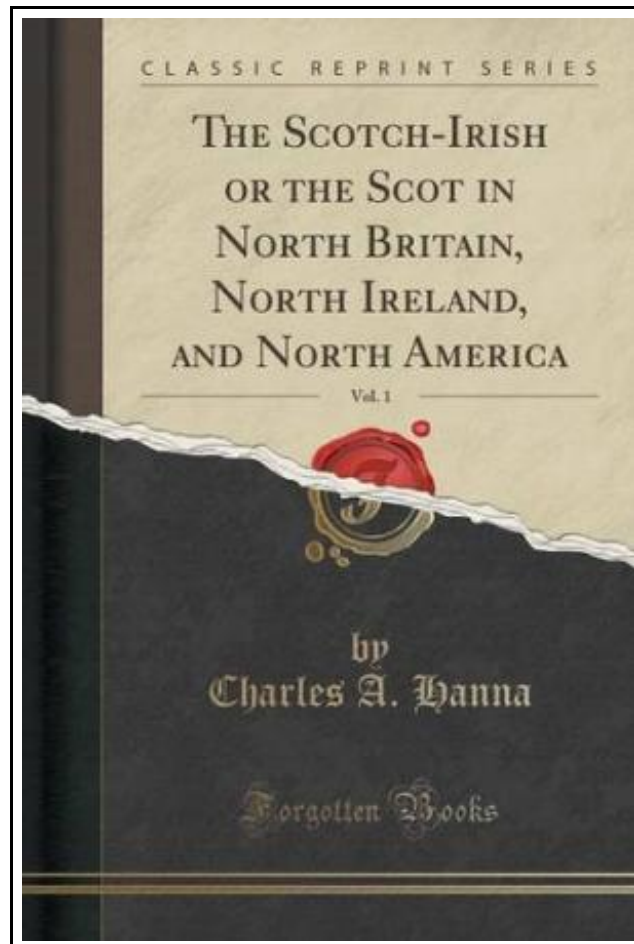 CLASSIC REPRINT SERIES
THE SCOTCH-IRISH
OR THE SCOT IN
NORTH BRITAIN,
NORTH IRELAND,
AND NORTH AMERICA
Vol. 1
F
by
Charles A. Hanna
Forgotten Books